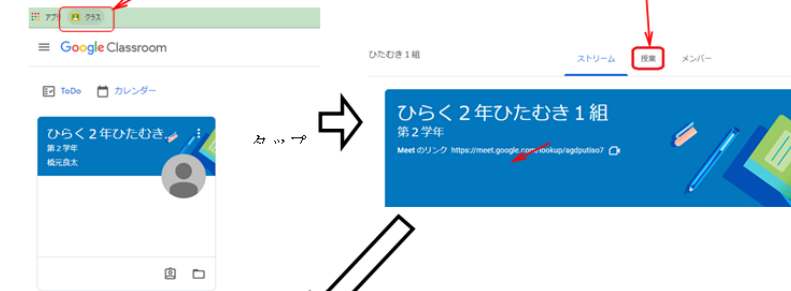 アプリ クラス
Google Classroom
ToDo カレンダー
ひらく２年ひたむき...
第２学年
橋元良太
タップ
ひたむき１組
ストリーム 授業 メンバー
ひらく２年ひたむき１組
第２学年
Meet のリンク https://meet.google.com/lookup/agdputiso7